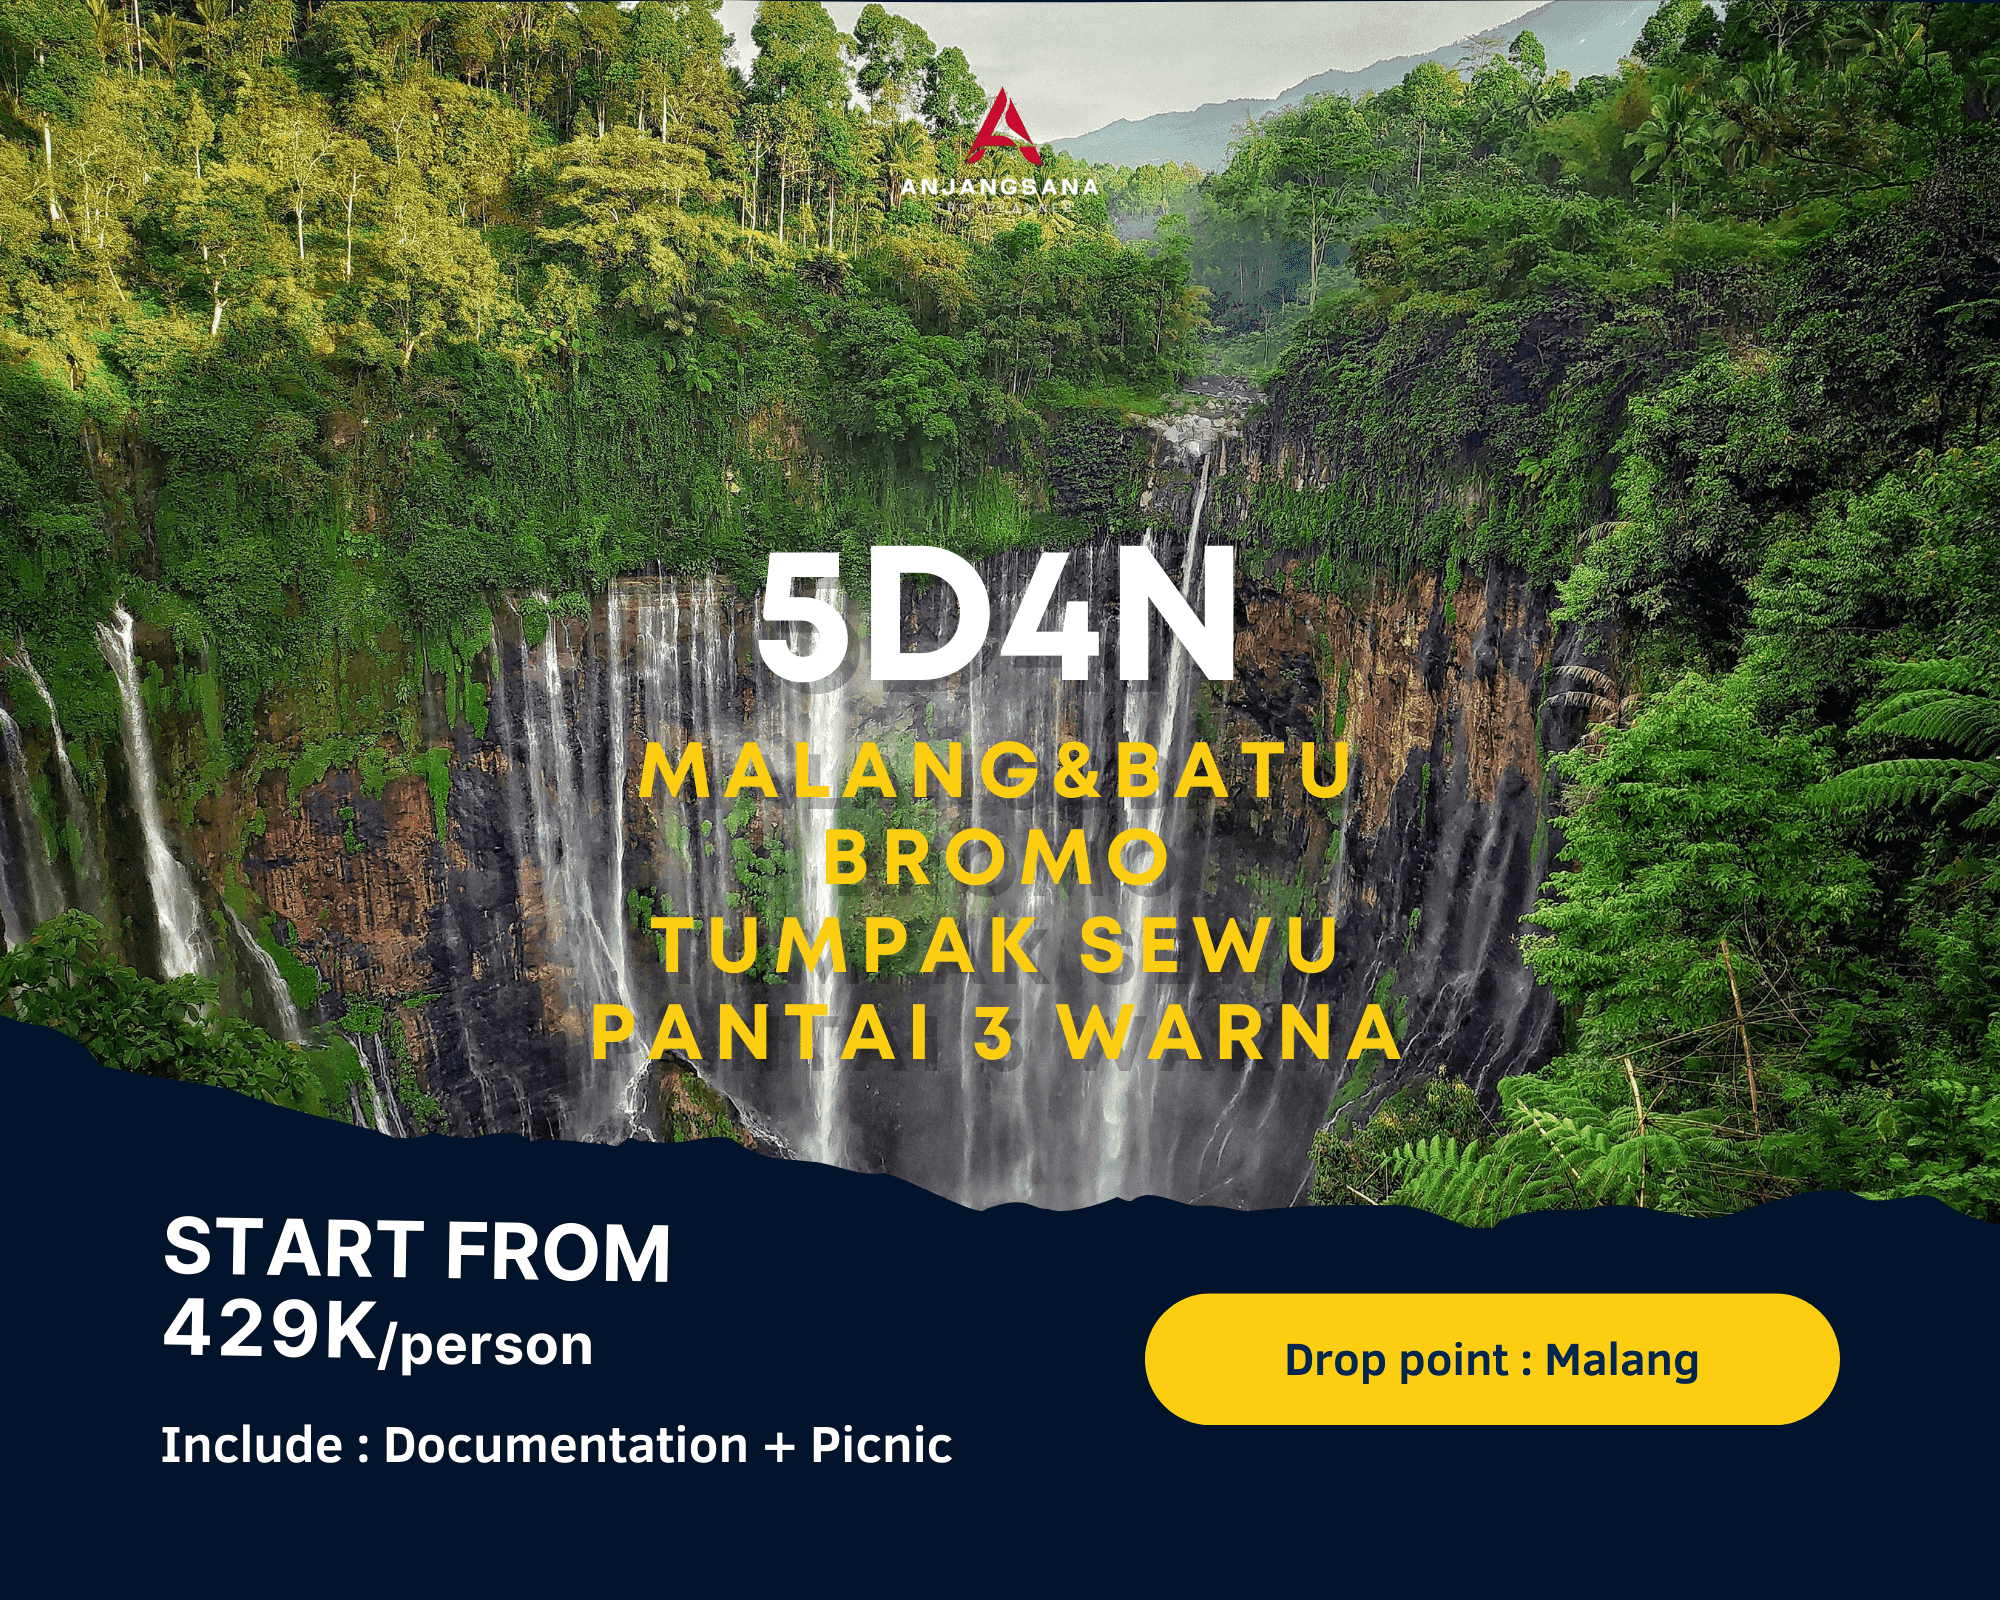 ANJANGSANA
5D4N
MALANG&BATU
BROMO
TUMPAK SEWU
PANTAI 3 WARNA
START FROM
429K/person
Include : Documentation + Picnic
Drop point : Malang